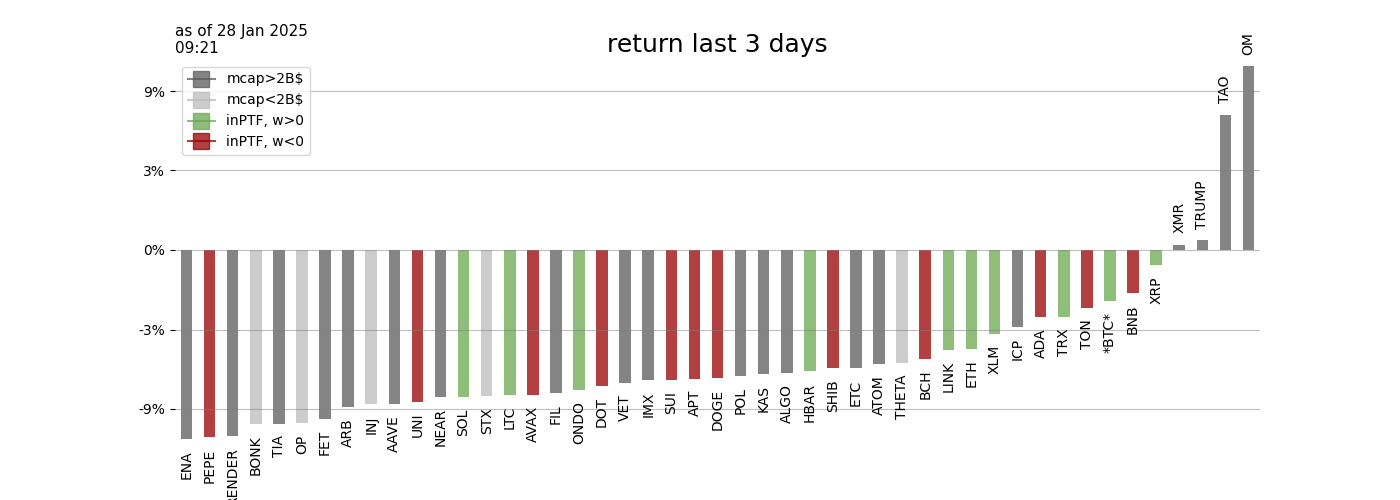 as of 28 Jan 2025
09:21
return last 3 days
mcap>2B$
mcap<2B$
inPTF, w>0
inPTF, w<0
9%
3%
0%
-3%
-9%
ENA
PEPE
RENDER
BONK
TIA
OP
FET
ARB
INJ
AAVE
UNI
NEAR
SOL
STX
LTC
AVAX
FIL
ONDO
DOT
VET
IMX
SUI
APT
DOGE
POL
KAS
ALGO
HBAR
SHIB
ETC
ATOM
THETA
BCH
LINK
ETH
XLM
ICP
ADA
TRX
TON
*BTC*
BNB
XRP
XMR
TRUMP
TAO
OM